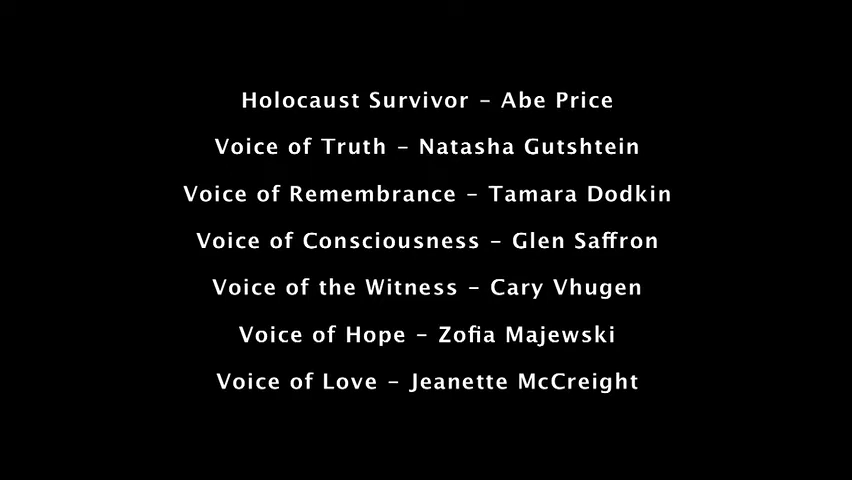 Holocaust Survivor – Abe Price
Voice of Truth – Natasha Gutshtein
Voice of Remembrance – Tamara Dodkin
Voice of Consciousness – Glen Saffron
Voice of the Witness – Cary Vhugen
Voice of Hope – Zofia Majewski
Voice of Love – Jeanette McCreight